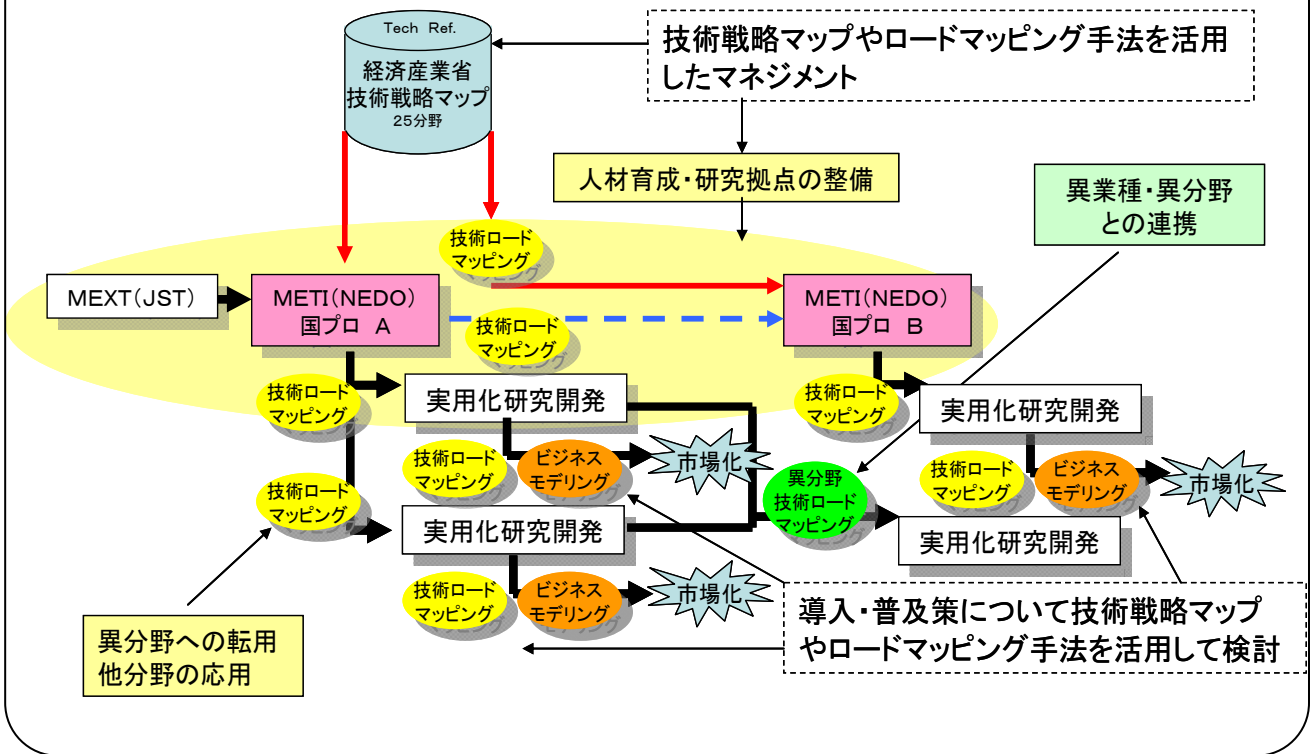 Tech Ref.
経済産業省
技術戦略マップ
25分野
技術戦略マップやロードマッピング手法を活用
したマネジメント
人材育成・研究拠点の整備
異業種・異分野
との連携
技術ロード
マッピング
MEXT(JST)
METI(NEDO)
国プロ A
技術ロード
マッピング
METI(NEDO)
国プロ B
技術ロード
マッピング
実用化研究開発
技術ロード
マッピング
実用化研究開発
技術ロード
マッピング
ビジネス
モデリング
市場化
異分野
技術ロード
マッピング
技術ロード
マッピング
ビジネス
モデリング
市場化
技術ロード
マッピング
実用化研究開発
実用化研究開発
技術ロード
マッピング
ビジネス
モデリング
市場化
異分野への転用
他分野の応用
導入・普及策について技術戦略マップ
やロードマッピング手法を活用して検討